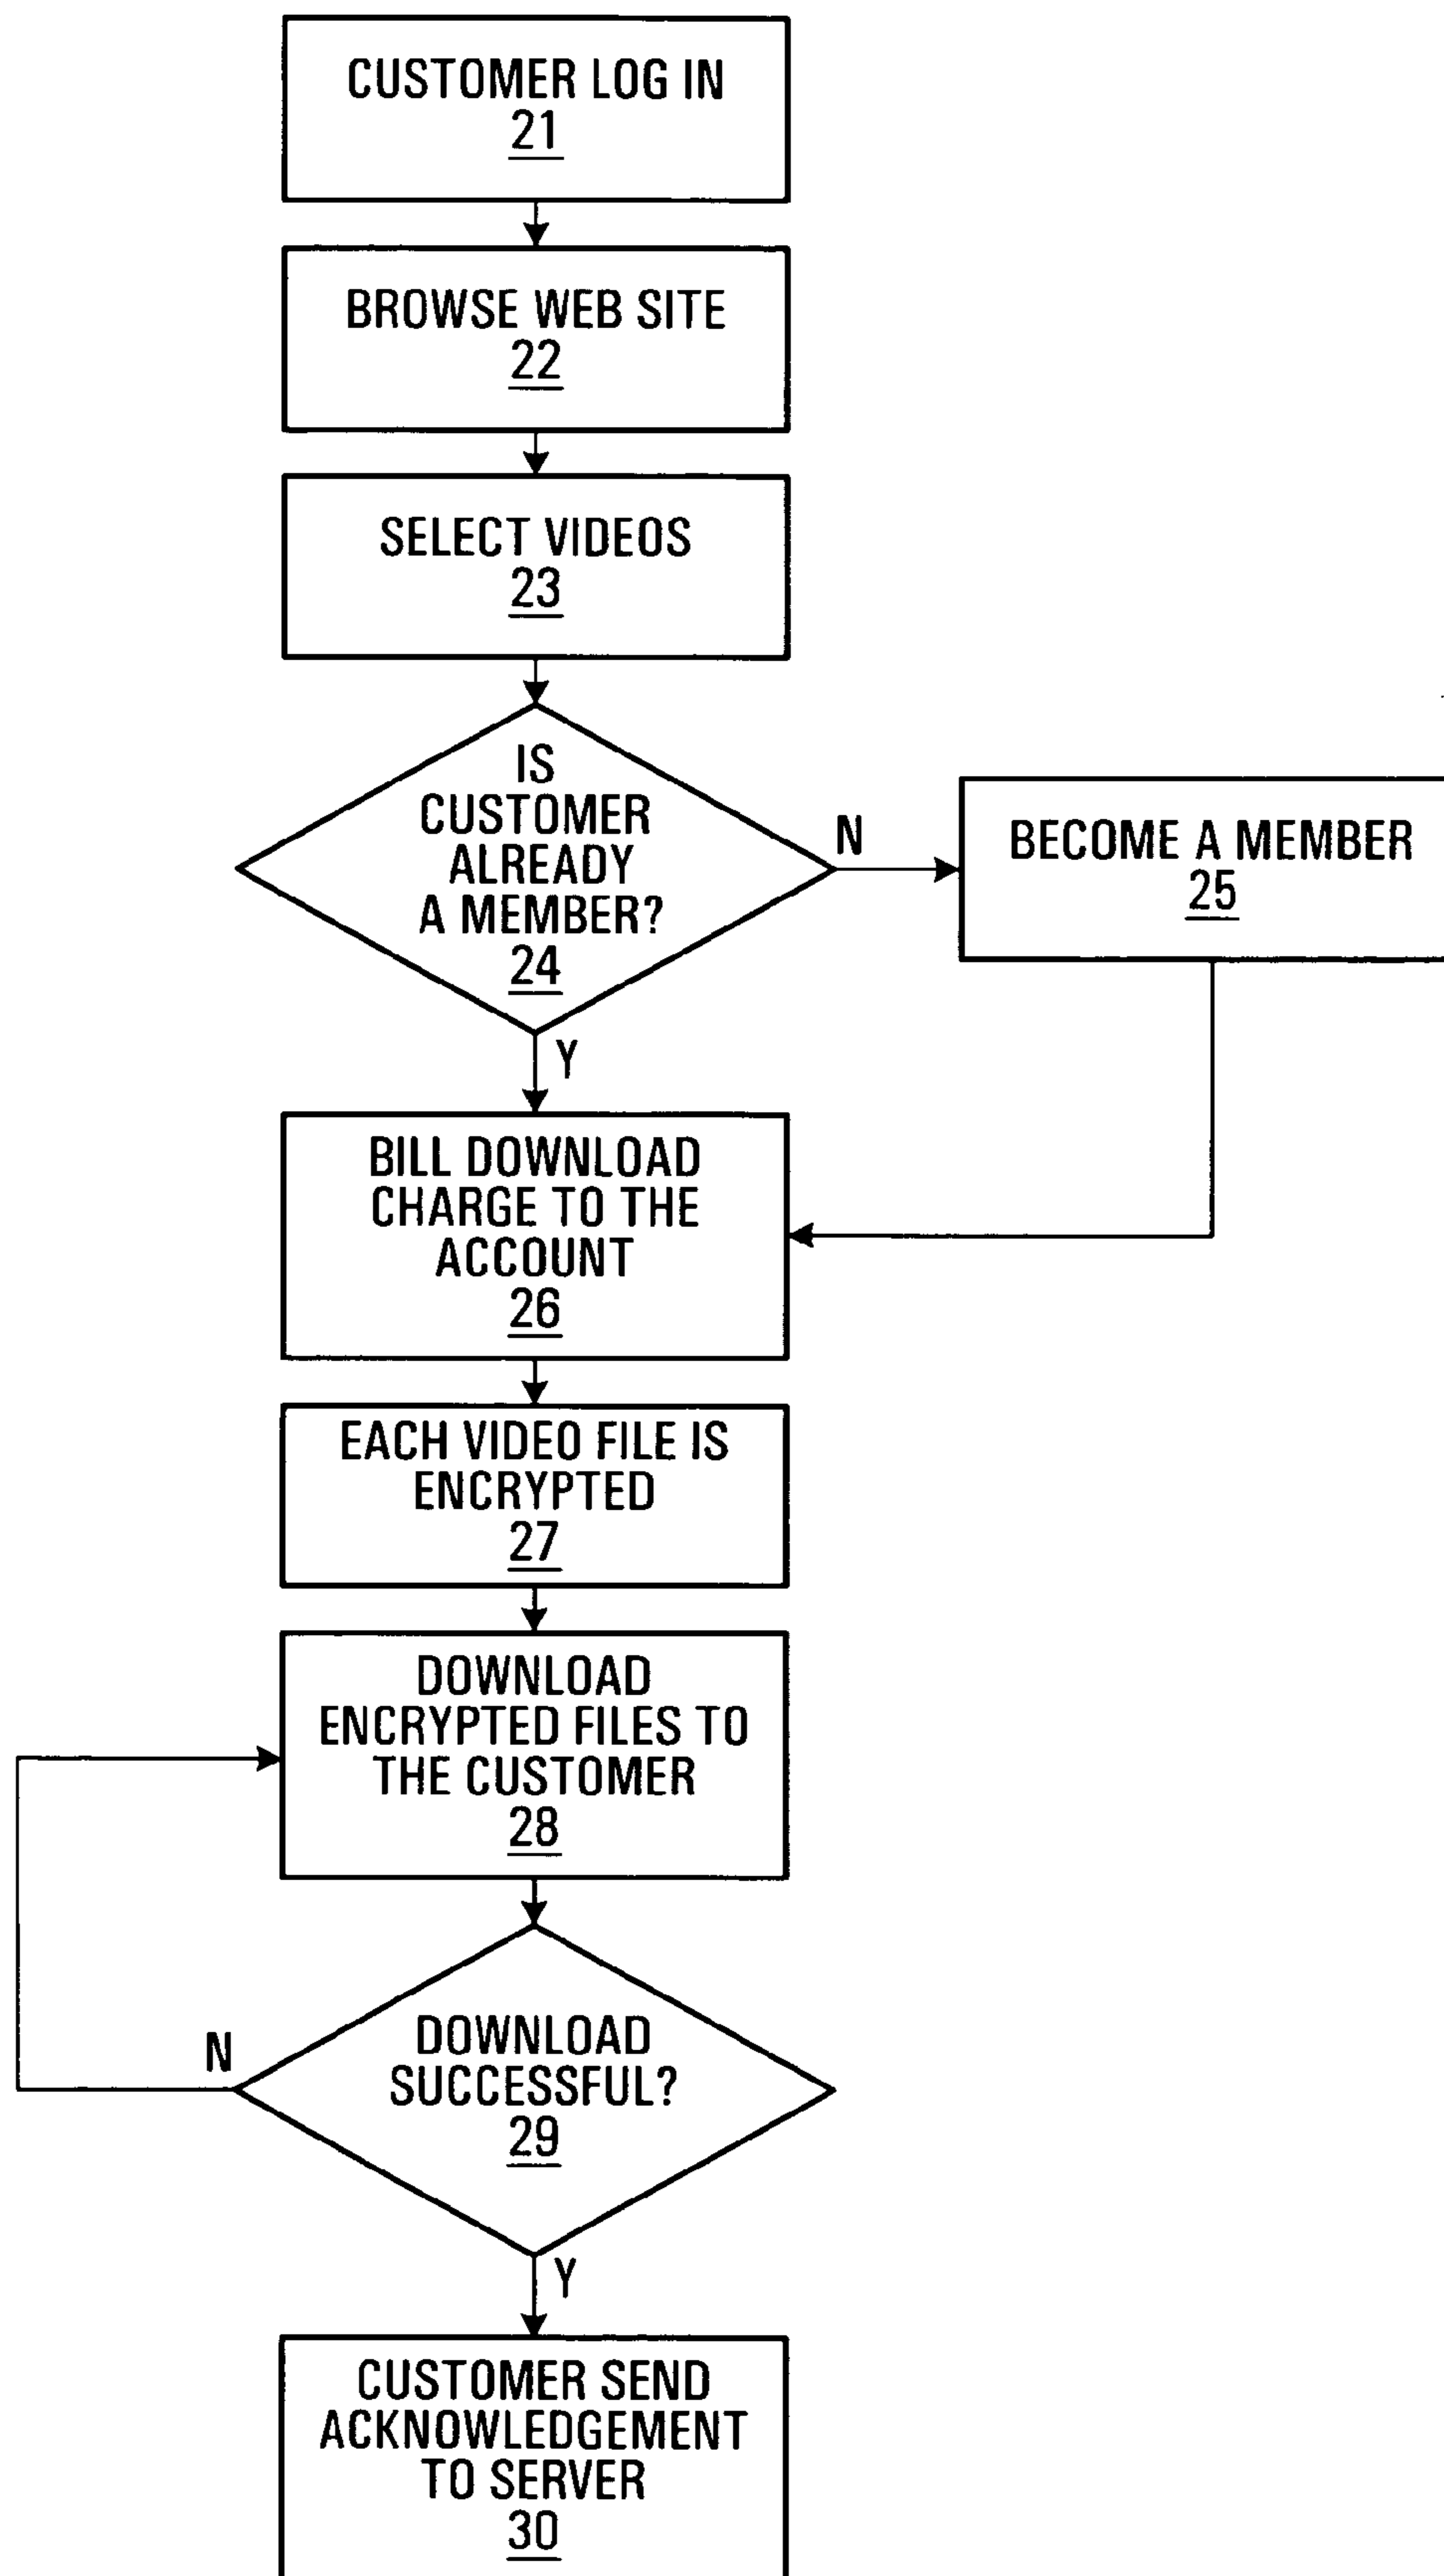 CUSTOMER LOG IN
21
BROWSE WEB SITE
22
SELECT VIDEOS
23
IS
CUSTOMER
ALREADY
A MEMBER?
24
N
BECOME A MEMBER
25
Y
BILL DOWNLOAD
CHARGE TO THE
ACCOUNT
26
EACH VIDEO FILE IS
ENCRYPTED
27
DOWNLOAD
ENCRYPTED FILES TO
THE CUSTOMER
28
DOWNLOAD
SUCCESSFUL?
29
N
Y
CUSTOMER SEND
ACKNOWLEDGEMENT
TO SERVER
30